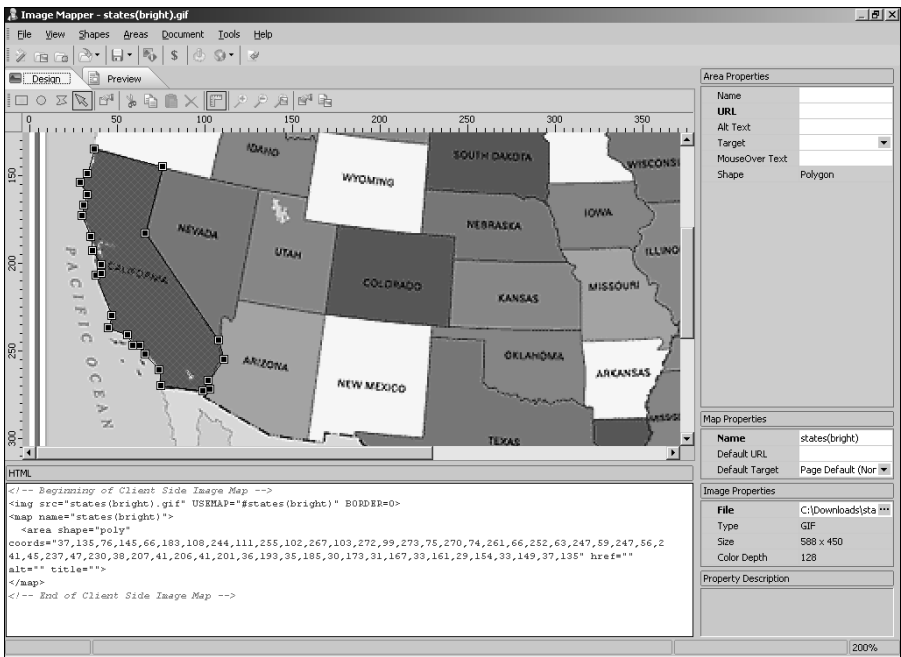 Image Mapper - states(bright).gif
File View Shapes Areas Document Tools Help
Design Preview
0 50 100 150 200 250 300 350
150
200
250
300
IDAHO
WYOMING
SOUTH DAKOTA
WISCONSI
NEVADA
UTAH
NEBRASKA
IOWA
ILLINO
CALIFORNIA
COLORADO
KANSAS
MISSOURI
ARIZONA
NEW MEXICO
OKLAHOMA
ARKANSAS
TEXAS
MISSISS
PACIFIC OCEAN
Area Properties
Name
URL
Alt Text
Target
MouseOver Text
Shape Polygon
Map Properties
Name states(bright)
Default URL
Default Target Page Default (Nor
Image Properties
File C:\Downloads\sta ...
Type GIF
Size 588 x 450
Color Depth 128
Property Description
HTML
<!-- Beginning of Client Side Image Map -->
<img src="states(bright).gif" USEMAP="#states(bright)" BORDER=0>
<map name="states(bright)">
<area shape="poly"
coords="37,135,76,145,66,183,108,244,111,255,102,267,103,272,99,273,75,270,74,261,66,252,63,247,59,247,56,2
41,45,237,47,230,38,207,41,206,41,201,36,193,35,185,30,173,31,167,33,161,29,154,33,149,37,135" href=""
alt="" title="">
</map>
<!-- End of Client Side Image Map -->
200%